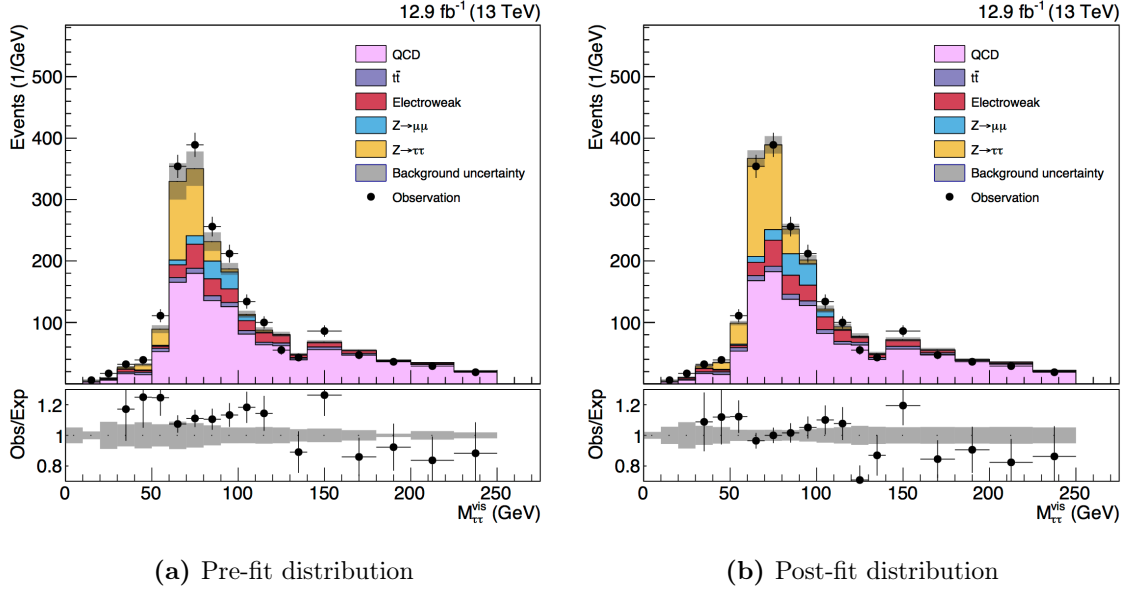 12.9 fb⁻¹ (13 TeV)
Events (1/GeV)
500
400
300
200
100
QCD
tt̄
Electroweak
Z→μμ
Z→ττ
Background uncertainty
Observation
Obs/Exp
1.2
1
0.8
0 50 100 150 200 250
M_ττ^vis (GeV)
(a) Pre-fit distribution
12.9 fb⁻¹ (13 TeV)
Events (1/GeV)
500
400
300
200
100
QCD
tt̄
Electroweak
Z→μμ
Z→ττ
Background uncertainty
Observation
Obs/Exp
1.2
1
0.8
0 50 100 150 200 250
M_ττ^vis (GeV)
(b) Post-fit distribution